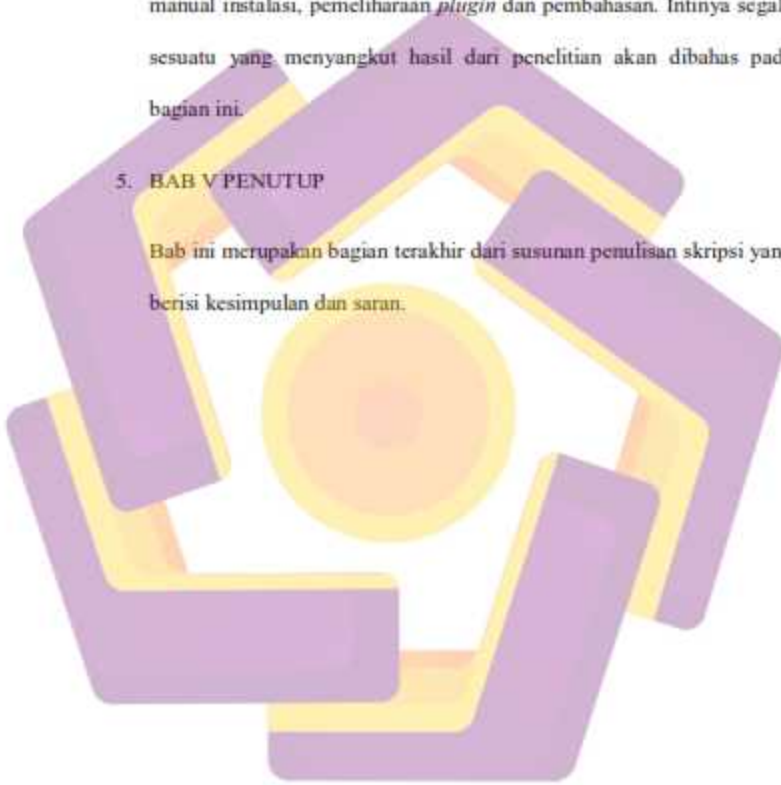 manual instalasi, pemeliharaan plugin dan pembahasan. Intinya segal
sesuatu yang menyangkut hasil dari penelitian akan dibahas pad
bagian ini.
5. BAB V PENUTUP
Bab ini merupakan bagian terakhir dari susunan penulisan skripsi yan
berisi kesimpulan dan saran.